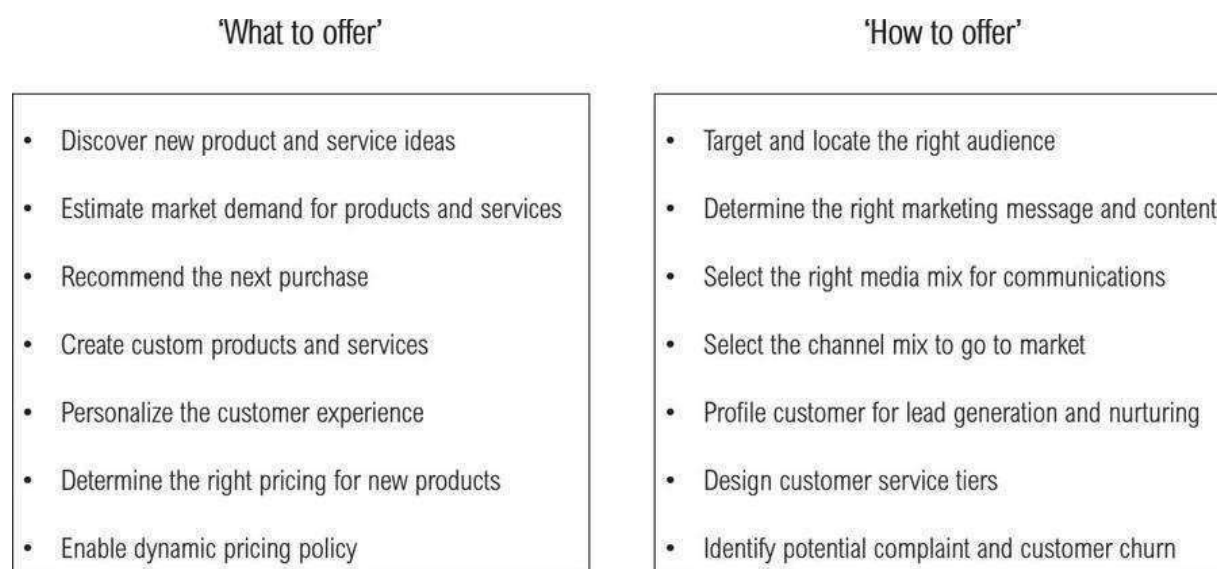 ‘What to offer’
• Discover new product and service ideas
• Estimate market demand for products and services
• Recommend the next purchase
• Create custom products and services
• Personalize the customer experience
• Determine the right pricing for new products
• Enable dynamic pricing policy
‘How to offer’
• Target and locate the right audience
• Determine the right marketing message and content
• Select the right media mix for communications
• Select the channel mix to go to market
• Profile customer for lead generation and nurturing
• Design customer service tiers
• Identify potential complaint and customer churn